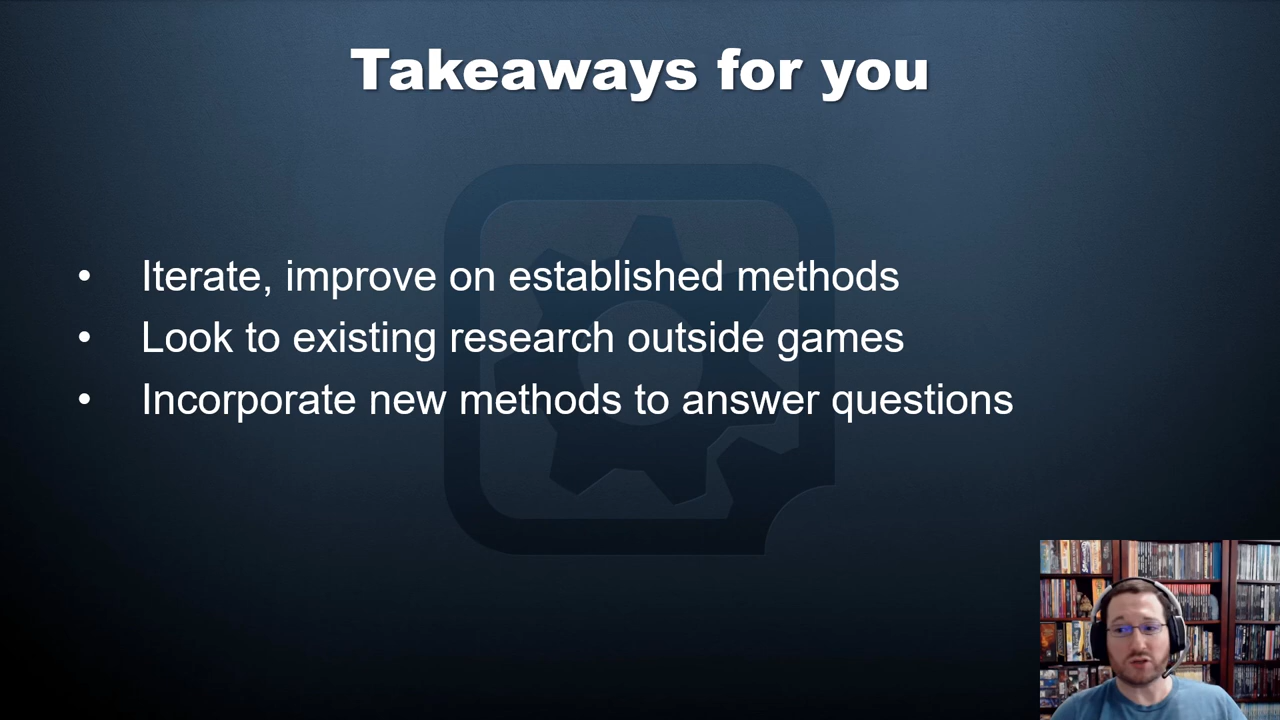 Takeaways for you
• Iterate, improve on established methods
• Look to existing research outside games
• Incorporate new methods to answer questions